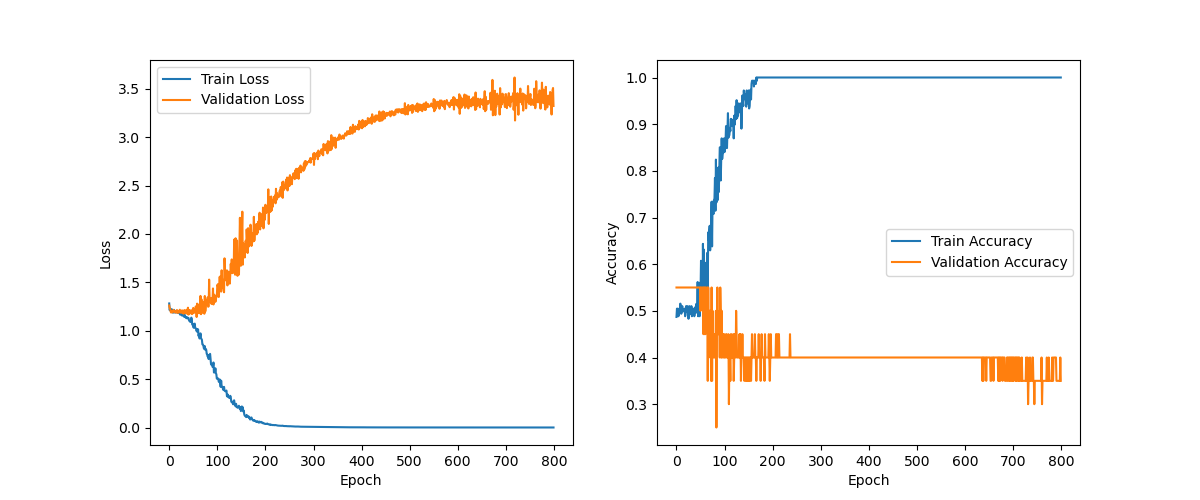 Train Loss
Validation Loss
3.5
3.0
2.5
2.0
1.5
1.0
0.5
0.0
Loss
0 100 200 300 400 500 600 700 800
Epoch
1.0
0.9
0.8
0.7
0.6
0.5
0.4
0.3
Accuracy
Train Accuracy
Validation Accuracy
0 100 200 300 400 500 600 700 800
Epoch